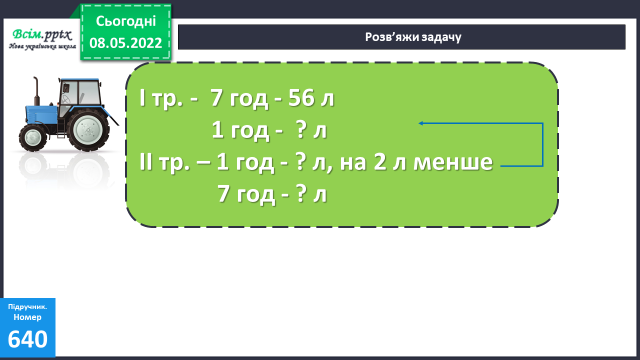 Всім.pptx
Нова українська школа
Сьогодні
08.05.2022
Розв’яжи задачу
І тр. - 7 год - 56 л
1 год - ? л
ІІ тр. – 1 год - ? л, на 2 л менше
7 год - ? л
Підручник.
Номер
640